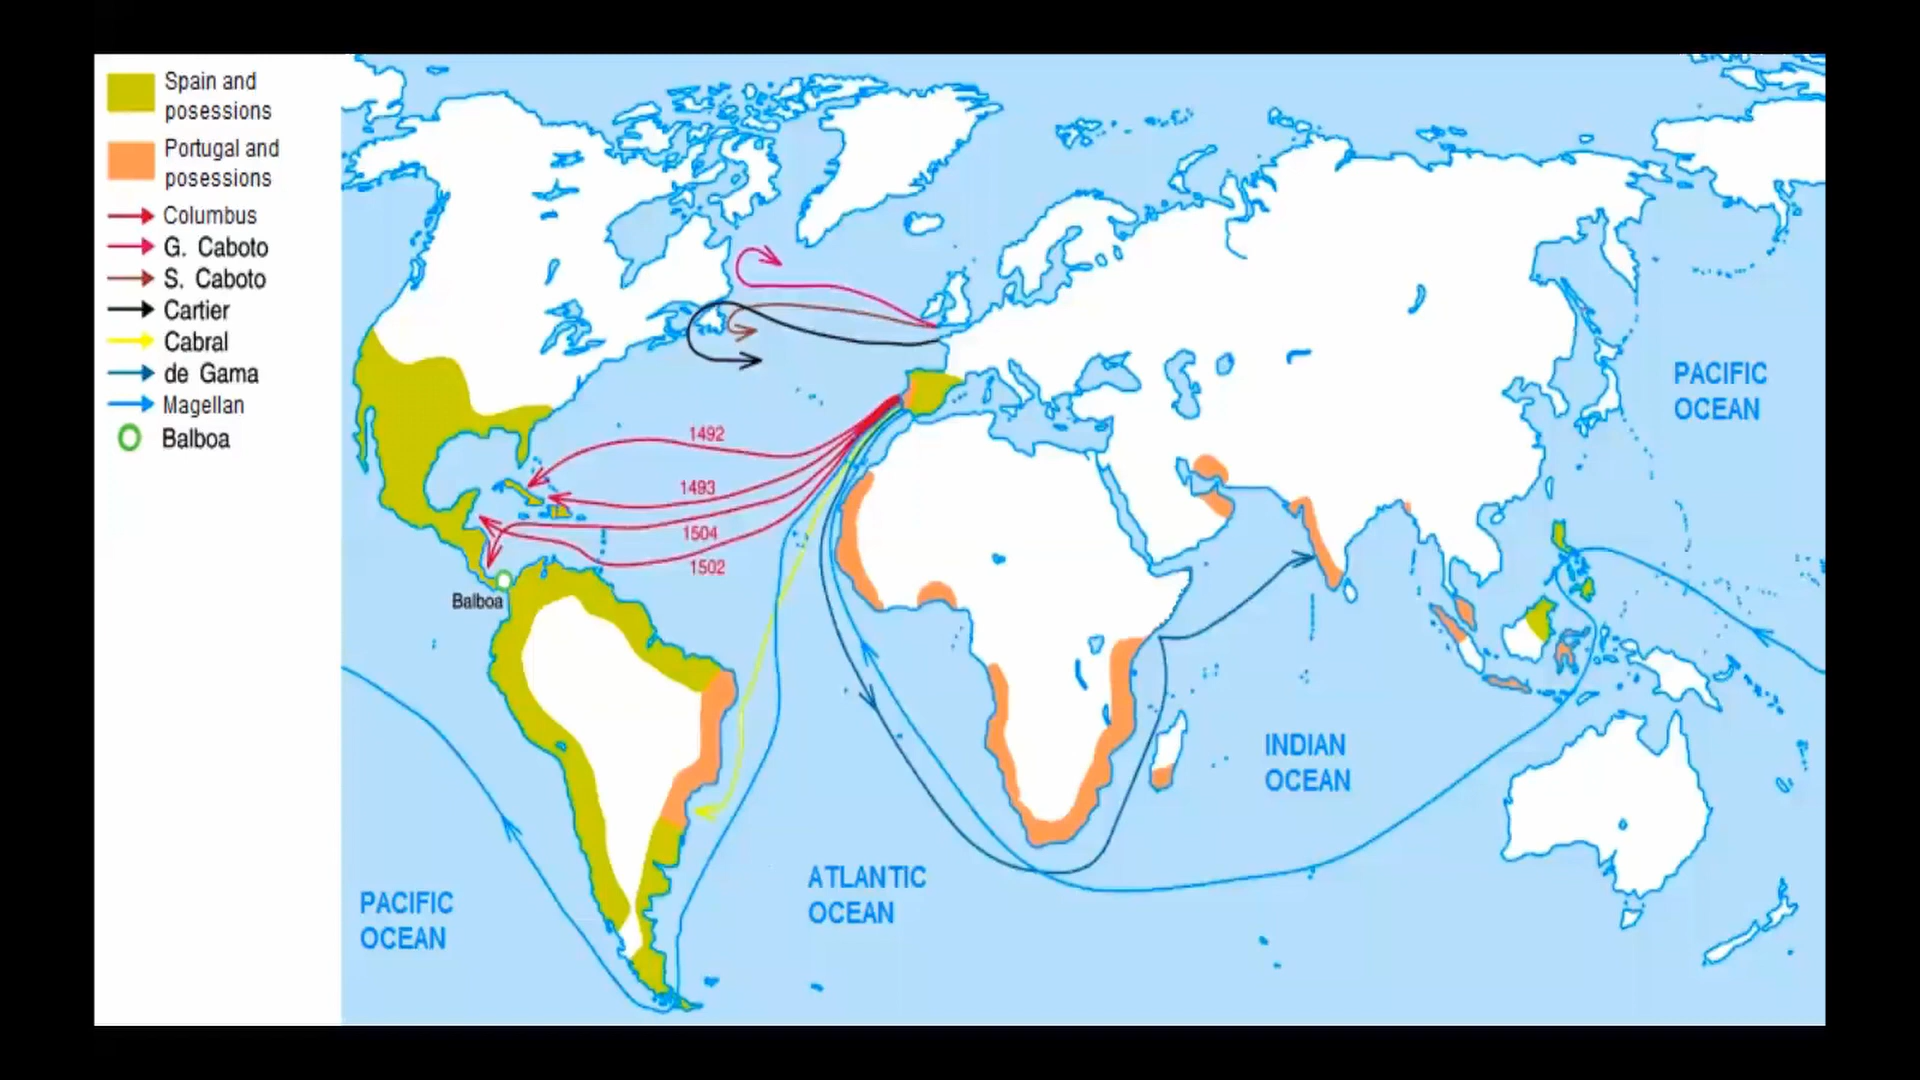 Spain and
posessions
Portugal and
posessions
Columbus
G. Caboto
S. Caboto
Cartier
Cabral
de Gama
Magellan
Balboa
1492
1493
1504
1502
Balboa
PACIFIC
OCEAN
INDIAN
OCEAN
ATLANTIC
OCEAN
PACIFIC
OCEAN